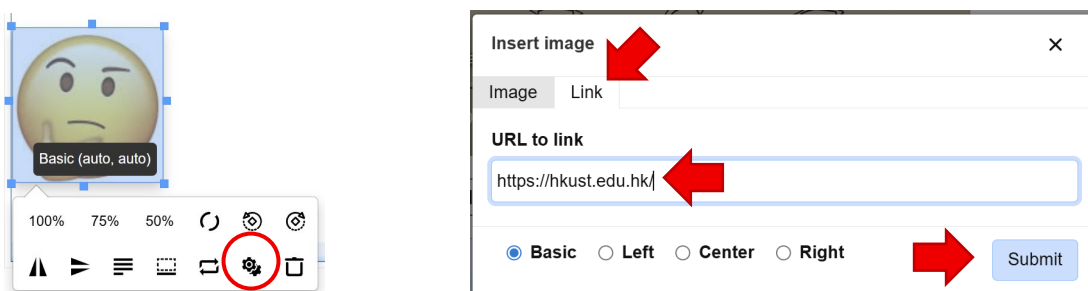 Basic (auto, auto)
100% 75% 50%
Insert image
Image Link
URL to link
https://hkust.edu.hk/
Basic Left Center Right
Submit